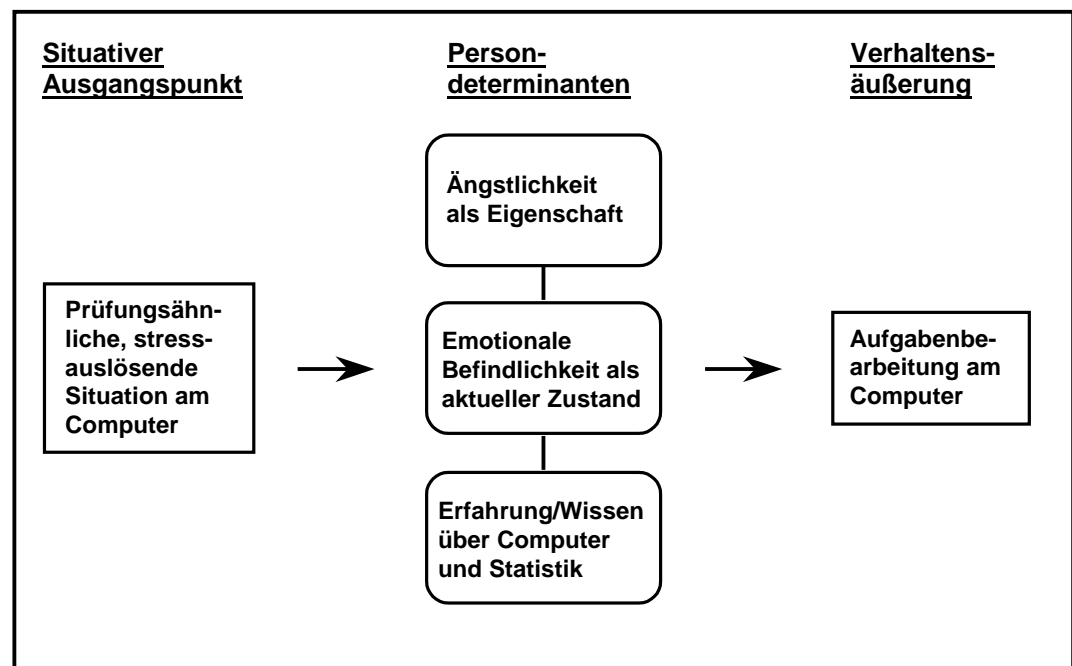 Situativer
Ausgangspunkt
Person-
determinanten
Verhaltens-
äußerung
Ängstlichkeit
als Eigenschaft
Prüfungsähn-
liche, stress-
auslösende
Situation am
Computer
Emotionale
Befindlichkeit als
aktueller Zustand
Aufgabenbe-
arbeitung am
Computer
Erfahrung/Wissen
über Computer
und Statistik